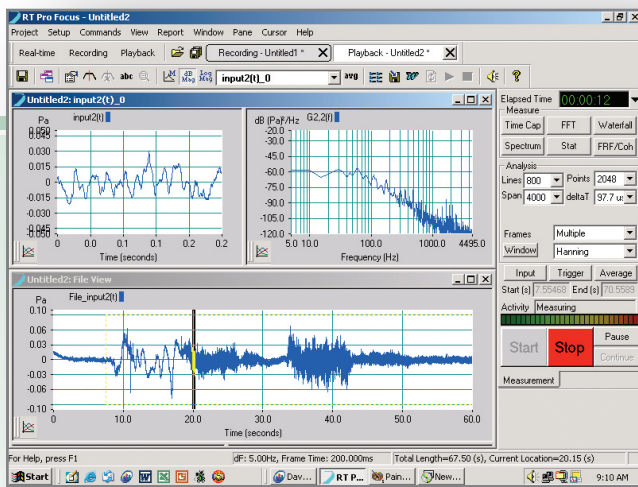 RT Pro Focus - Untitled2
Project Setup Commands View Report Window Pane Cursor Help
Real-time Recording Playback Recording - Untitled1 * X Playback - Untitled2 * X
abc dB Mag Log Mag input2(t)_0 avg
Untitled2: input2(t)_0
Pa input2(t)
0.050
0.045
0.030
0.015
0
-0.015
-0.030
-0.045
-0.050
0 0.0 0.1 0.1 0.2 0.2
Time (seconds)
dB (Pa)²/Hz G2,2(f)
-20.0
-30.0
-45.0
-60.0
-75.0
-90.0
-105.0
-120.0
5.0 10.0 100.0 1000.0 4495.0
Frequency (Hz)
Untitled2: File View
Pa File_input2(t)
0.10
0.06
0.03
0
-0.03
-0.06
-0.10
0 10.0 20.0 30.0 40.0 50.0 60.0
Time (seconds)
Elapsed Time 00:00:12
Measure
Time Cap FFT Waterfall
Spectrum Stat FRF/Coh
Analysis
Lines 800 Points 2048
Span 4000 deltaT 97.7 u
Frames Multiple
Window Hanning
Input Trigger Average
Start (s) 7.55468 End (s) 70.5589
Activity Measuring
Start Stop Pause
Continue
Measurement
For Help, press F1 dF: 5.00Hz, Frame Time: 200.000ms Total Length=67.50 (s), Current Location=20.15 (s)
Start Dav... RT P... Pain... New... 9:10 AM